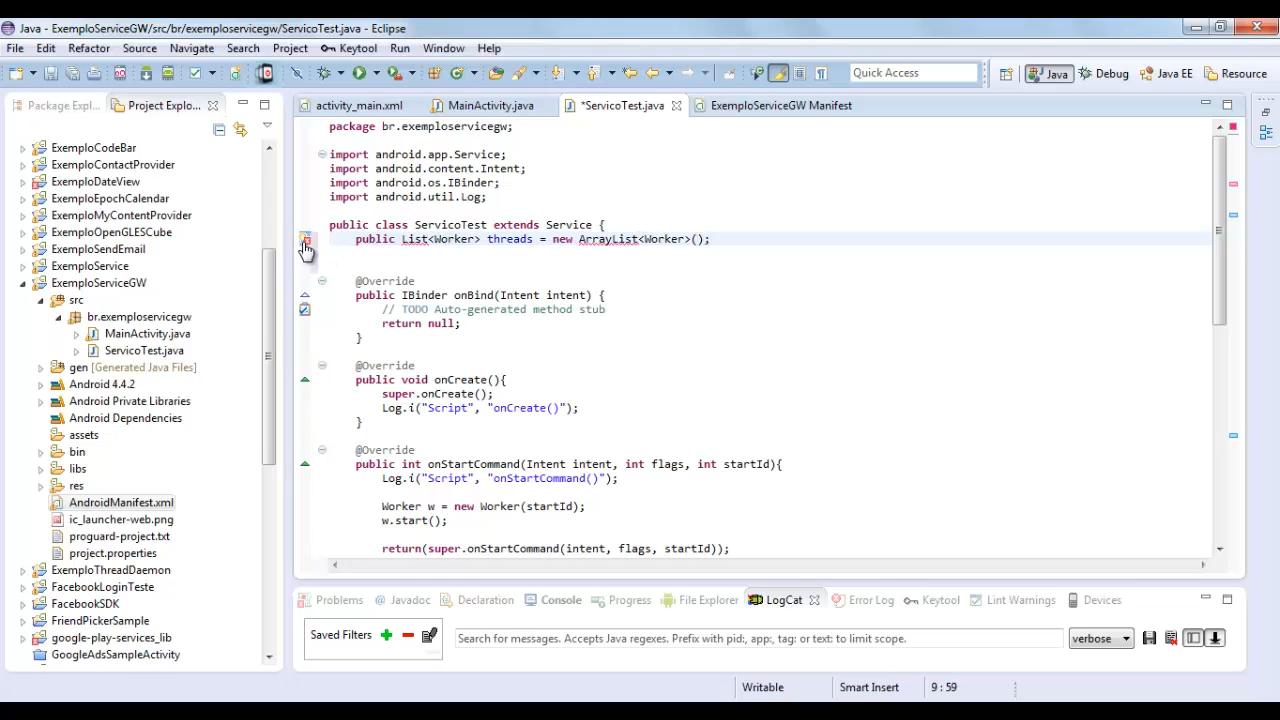 Java - ExemploServiceGW/src/br/exemploservicegw/ServicoTest.java - Eclipse
File Edit Refactor Source Navigate Search Project Keytool Run Window Help
Quick Access Java Debug Java EE Resource
Package Expl... Project Explo...
activity_main.xml MainActivity.java *ServicoTest.java ExemploServiceGW Manifest
ExemploCodeBar
ExemploContactProvider
ExemploDateView
ExemploEpochCalendar
ExemploMyContentProvider
ExemploOpenGLESCube
ExemploSendEmail
ExemploService
ExemploServiceGW
src
br.exemploservicegw
MainActivity.java
ServicoTest.java
gen [Generated Java Files]
Android 4.4.2
Android Private Libraries
Android Dependencies
assets
bin
libs
res
AndroidManifest.xml
ic_launcher-web.png
proguard-project.txt
project.properties
ExemploThreadDaemon
FacebookLoginTeste
FacebookSDK
FriendPickerSample
google-play-services_lib
GoogleAdsSampleActivity
package br.exemploservicegw;
import android.app.Service;
import android.content.Intent;
import android.os.IBinder;
import android.util.Log;
public class ServicoTest extends Service {
public List<Worker> threads = new ArrayList<Worker>();
@Override
public IBinder onBind(Intent intent) {
// TODO Auto-generated method stub
return null;
}
@Override
public void onCreate(){
super.onCreate();
Log.i("Script", "onCreate()");
}
@Override
public int onStartCommand(Intent intent, int flags, int startId){
Log.i("Script", "onStartCommand()");
Worker w = new Worker(startId);
w.start();
return(super.onStartCommand(intent, flags, startId));
Problems Javadoc Declaration Console Progress File Explorer LogCat Error Log Keytool Lint Warnings Devices
Saved Filters
Search for messages. Accepts Java regexes. Prefix with pid:, app:, tag: or text: to limit scope.
verbose
Writable Smart Insert 9 : 59